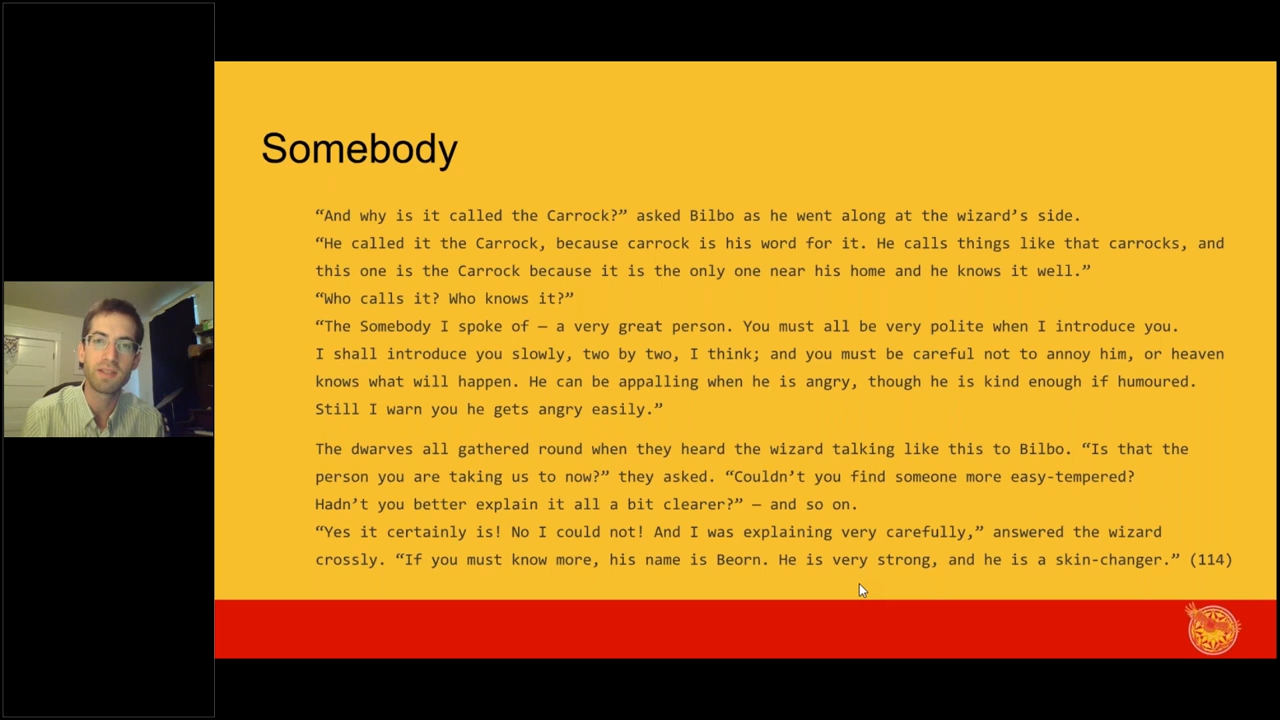 Somebody
“And why is it called the Carrock?” asked Bilbo as he went along at the wizard’s side.
“He called it the Carrock, because carrock is his word for it. He calls things like that carrocks, and
this one is the Carrock because it is the only one near his home and he knows it well.”
“Who calls it? Who knows it?”
“The Somebody I spoke of — a very great person. You must all be very polite when I introduce you.
I shall introduce you slowly, two by two, I think; and you must be careful not to annoy him, or heaven
knows what will happen. He can be appalling when he is angry, though he is kind enough if humoured.
Still I warn you he gets angry easily.”
The dwarves all gathered round when they heard the wizard talking like this to Bilbo. “Is that the
person you are taking us to now?” they asked. “Couldn’t you find someone more easy-tempered?
Hadn’t you better explain it all a bit clearer?” — and so on.
“Yes it certainly is! No I could not! And I was explaining very carefully,” answered the wizard
crossly. “If you must know more, his name is Beorn. He is very strong, and he is a skin-changer.” (114)